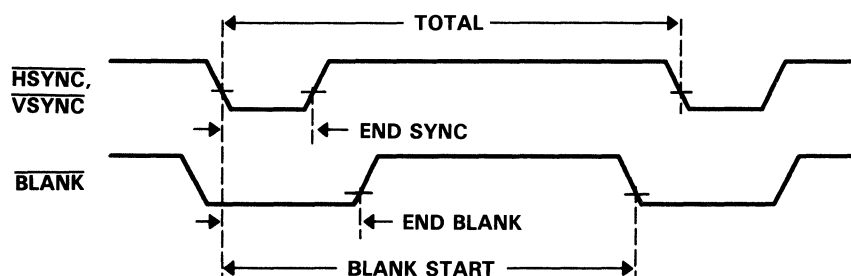 TOTAL
HSYNC,
VSYNC
END SYNC
BLANK
END BLANK
BLANK START